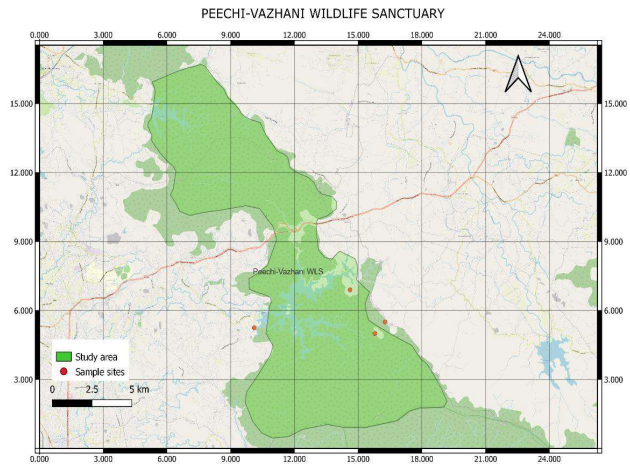 PEECHI-VAZHANI WILDLIFE SANCTUARY
0.000 3.000 6.000 9.000 12.000 15.000 18.000 21.000 24.000
15.000 15.000
12.000 12.000
9.000 9.000
Peechi-Vazhani WLS
6.000 6.000
Study area
Sample sites
3.000 3.000
0 2.5 5 km
0.000 3.000 6.000 9.000 12.000 15.000 18.000 21.000 24.000